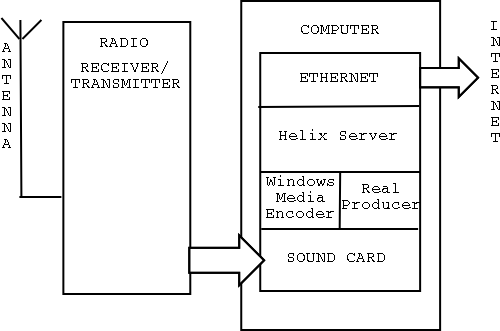 ANTENNA
RADIO
RECEIVER/
TRANSMITTER
COMPUTER
ETHERNET
Helix Server
Windows
Media
Encoder
Real
Producer
SOUND CARD
INTERNET